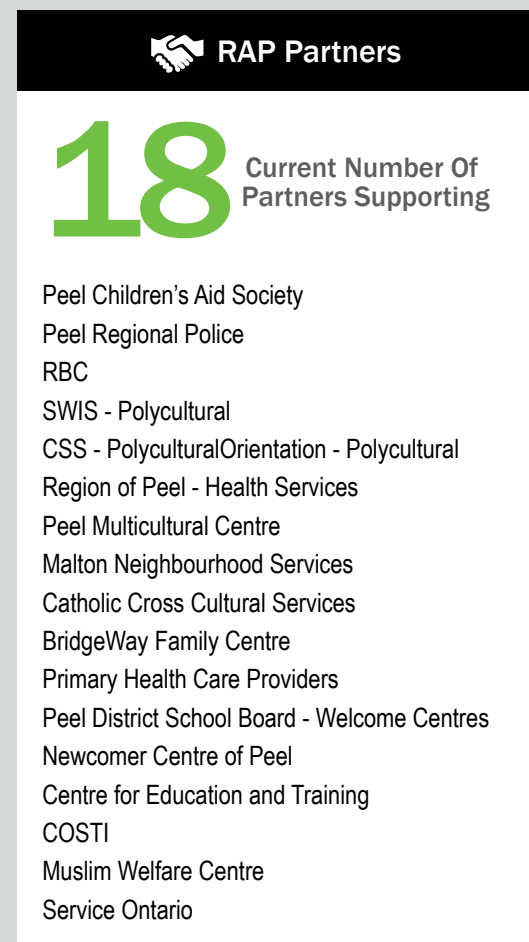 RAP Partners
18
Current Number Of
Partners Supporting
Peel Children's Aid Society
Peel Regional Police
RBC
SWIS - Polycultural
CSS - PolyculturalOrientation - Polycultural
Region of Peel - Health Services
Peel Multicultural Centre
Malton Neighbourhood Services
Catholic Cross Cultural Services
BridgeWay Family Centre
Primary Health Care Providers
Peel District School Board - Welcome Centres
Newcomer Centre of Peel
Centre for Education and Training
COSTI
Muslim Welfare Centre
Service Ontario